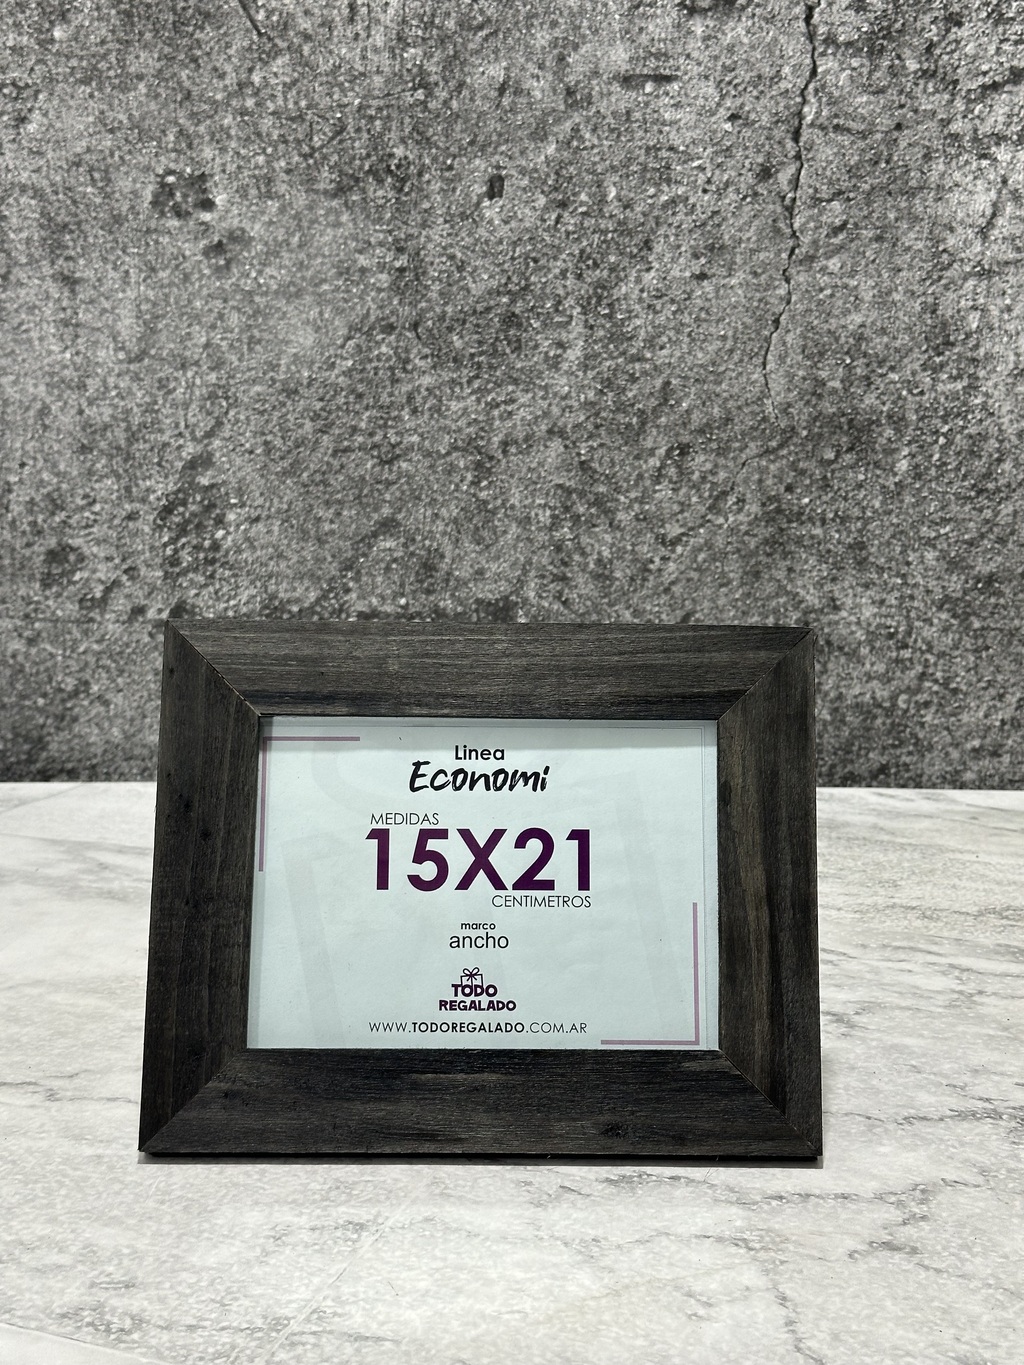 Linea
Economi
MEDIDAS
15X21
CENTIMETROS
marco
ancho
TODO
REGALADO
WWW.TODOREGALADO.COM.AR